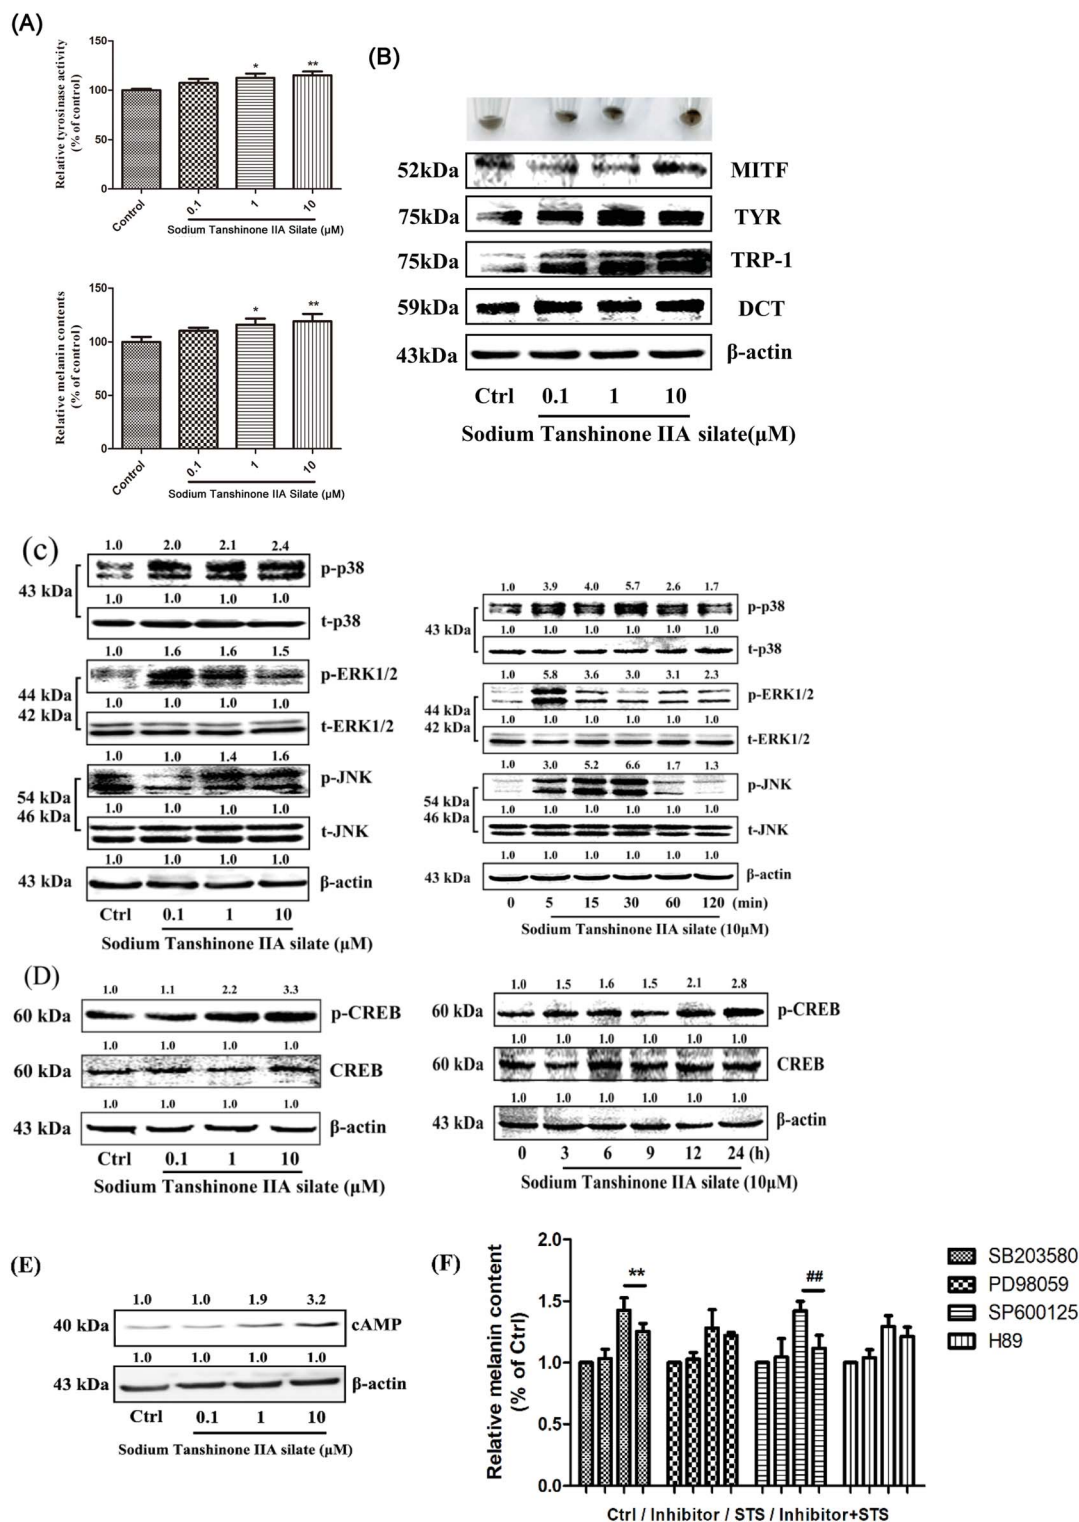 (A)
Relative tyrosinase activity
(% of control)
150
100
50
0
*
**
Control
0.1
1
10
Sodium Tanshinone IIA Silate (μM)
Relative melanin contents
(% of control)
150
100
50
0
*
**
Control
0.1
1
10
Sodium Tanshinone IIA Silate (μM)
(B)
52kDa MITF
75kDa TYR
75kDa TRP-1
59kDa DCT
43kDa β-actin
Ctrl 0.1 1 10
Sodium Tanshinone IIA silate(μM)
(c)
1.0 2.0 2.1 2.4
p-p38
43 kDa
1.0 1.0 1.0 1.0
t-p38
1.0 1.6 1.6 1.5
p-ERK1/2
44 kDa
42 kDa
1.0 1.0 1.0 1.0
t-ERK1/2
1.0 1.0 1.4 1.6
p-JNK
54 kDa
46 kDa
1.0 1.0 1.0 1.0
t-JNK
1.0 1.0 1.0 1.0
43 kDa β-actin
Ctrl 0.1 1 10
Sodium Tanshinone IIA silate (μM)
1.0 3.9 4.0 5.7 2.6 1.7
p-p38
43 kDa
1.0 1.0 1.0 1.0 1.0 1.0
t-p38
1.0 5.8 3.6 3.0 3.1 2.3
p-ERK1/2
44 kDa
42 kDa
1.0 1.0 1.0 1.0 1.0 1.0
t-ERK1/2
1.0 3.0 5.2 6.6 1.7 1.3
p-JNK
54 kDa
46 kDa
1.0 1.0 1.0 1.0 1.0 1.0
t-JNK
1.0 1.0 1.0 1.0 1.0 1.0
43 kDa β-actin
0 5 15 30 60 120 (min)
Sodium Tanshinone IIA silate (10μM)
(D)
1.0 1.1 2.2 3.3
60 kDa p-CREB
1.0 1.0 1.0 1.0
60 kDa CREB
1.0 1.0 1.0 1.0
43 kDa β-actin
Ctrl 0.1 1 10
Sodium Tanshinone IIA silate (μM)
1.0 1.5 1.6 1.5 2.1 2.8
60 kDa p-CREB
1.0 1.0 1.0 1.0 1.0 1.0
60 kDa CREB
1.0 1.0 1.0 1.0 1.0 1.0
43 kDa β-actin
0 3 6 9 12 24 (h)
Sodium Tanshinone IIA silate (10μM)
(E)
1.0 1.0 1.9 3.2
40 kDa cAMP
1.0 1.0 1.0 1.0
43 kDa β-actin
Ctrl 0.1 1 10
Sodium Tanshinone IIA silate (μM)
(F)
Relative melanin content
(% of Ctrl)
2.0
1.5
1.0
0.5
0.0
**
##
Ctrl / Inhibitor / STS / Inhibitor+STS
SB203580
PD98059
SP600125
H89